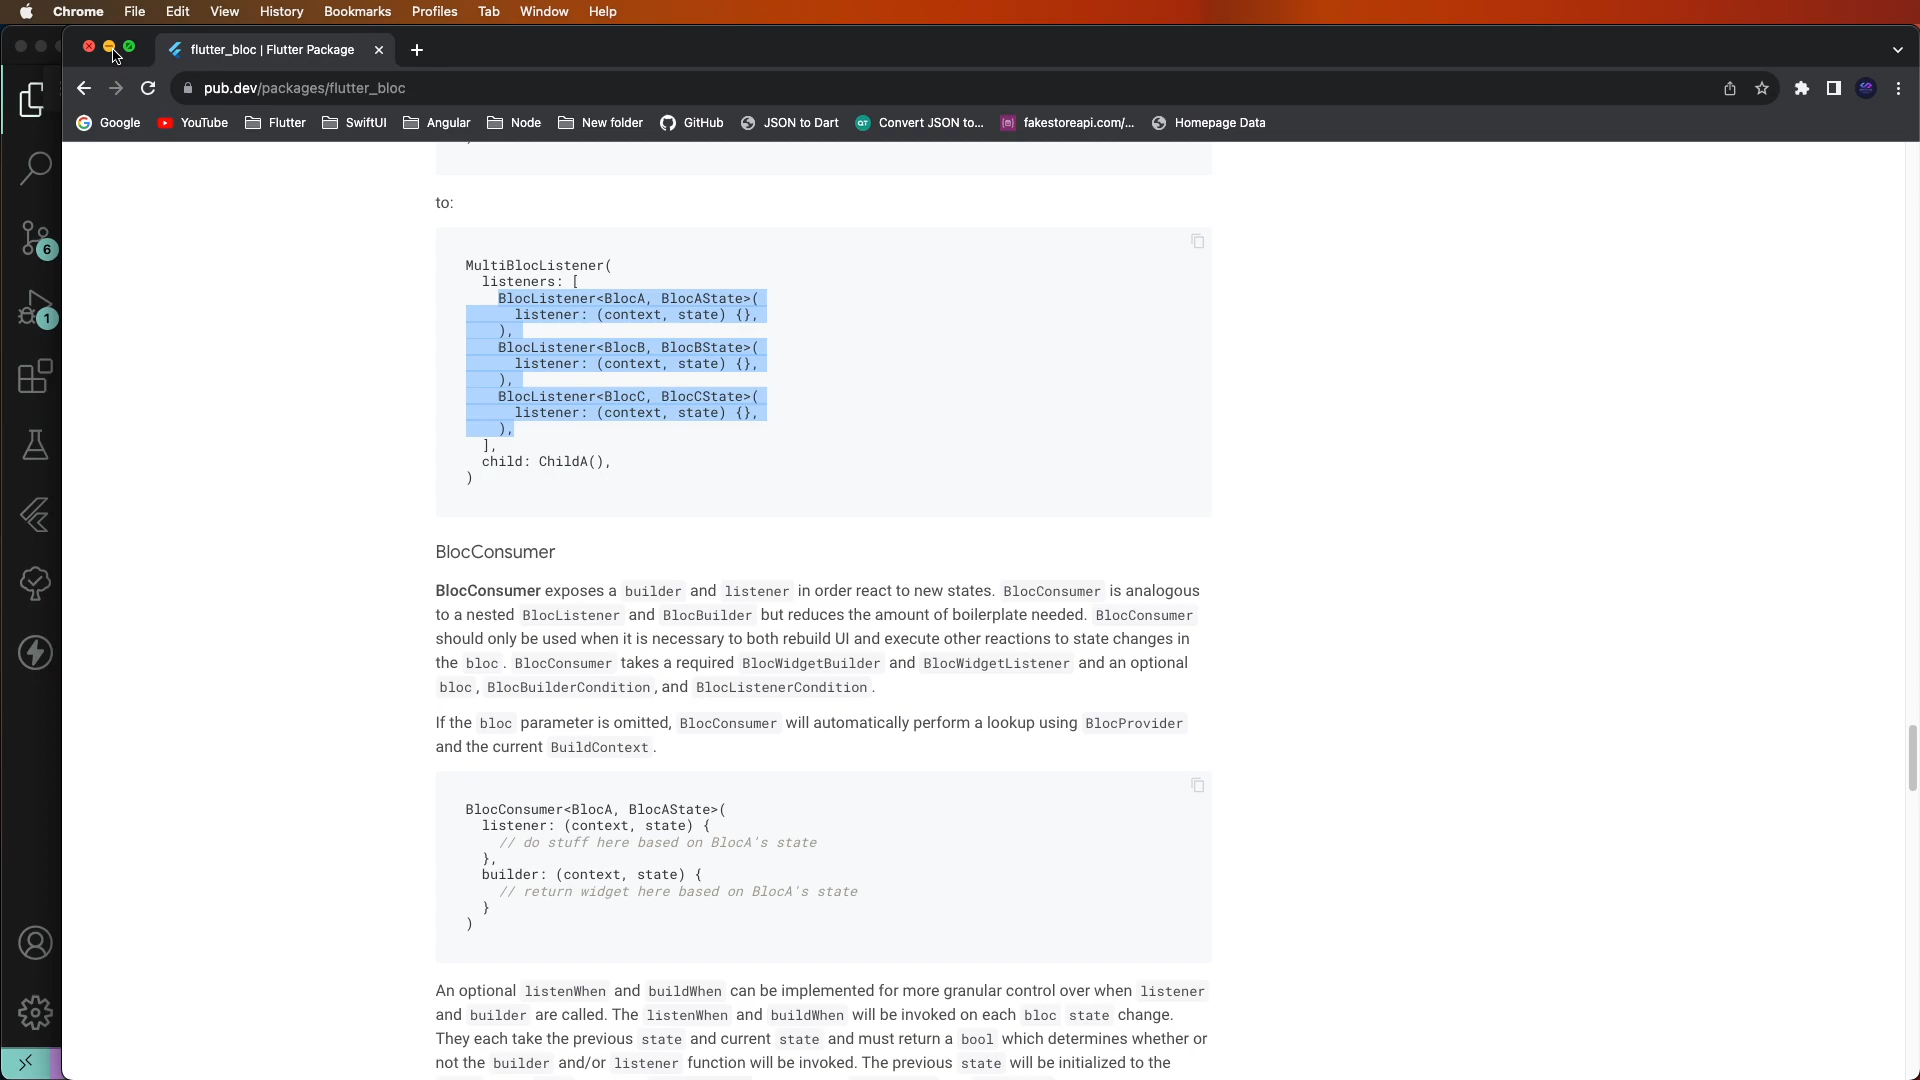 Chrome File Edit View History Bookmarks Profiles Tab Window Help
flutter_bloc | Flutter Package
pub.dev/packages/flutter_bloc
Google YouTube Flutter SwiftUI Angular Node New folder GitHub JSON to Dart Convert JSON to... fakestoreapi.com/... Homepage Data
to:
MultiBlocListener(
listeners: [
BlocListener<BlocA, BlocAState>(
listener: (context, state) {},
),
BlocListener<BlocB, BlocBState>(
listener: (context, state) {},
),
BlocListener<BlocC, BlocCState>(
listener: (context, state) {},
),
],
child: ChildA(),
)
BlocConsumer
BlocConsumer exposes a builder and listener in order react to new states. BlocConsumer is analogous
to a nested BlocListener and BlocBuilder but reduces the amount of boilerplate needed. BlocConsumer
should only be used when it is necessary to both rebuild UI and execute other reactions to state changes in
the bloc. BlocConsumer takes a required BlocWidgetBuilder and BlocWidgetListener and an optional
bloc, BlocBuilderCondition, and BlocListenerCondition.
If the bloc parameter is omitted, BlocConsumer will automatically perform a lookup using BlocProvider
and the current BuildContext.
BlocConsumer<BlocA, BlocAState>(
listener: (context, state) {
// do stuff here based on BlocA's state
},
builder: (context, state) {
// return widget here based on BlocA's state
}
)
An optional listenWhen and buildWhen can be implemented for more granular control over when listener
and builder are called. The listenWhen and buildWhen will be invoked on each bloc state change.
They each take the previous state and current state and must return a bool which determines whether or
not the builder and/or listener function will be invoked. The previous state will be initialized to the
6
1